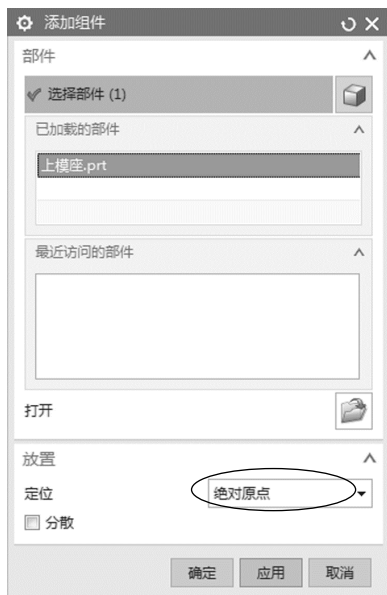 添加组件
部件
选择部件 (1)
已加载的部件
上模座.prt
最近访问的部件
打开
放置
定位
绝对原点
分散
确定
应用
取消